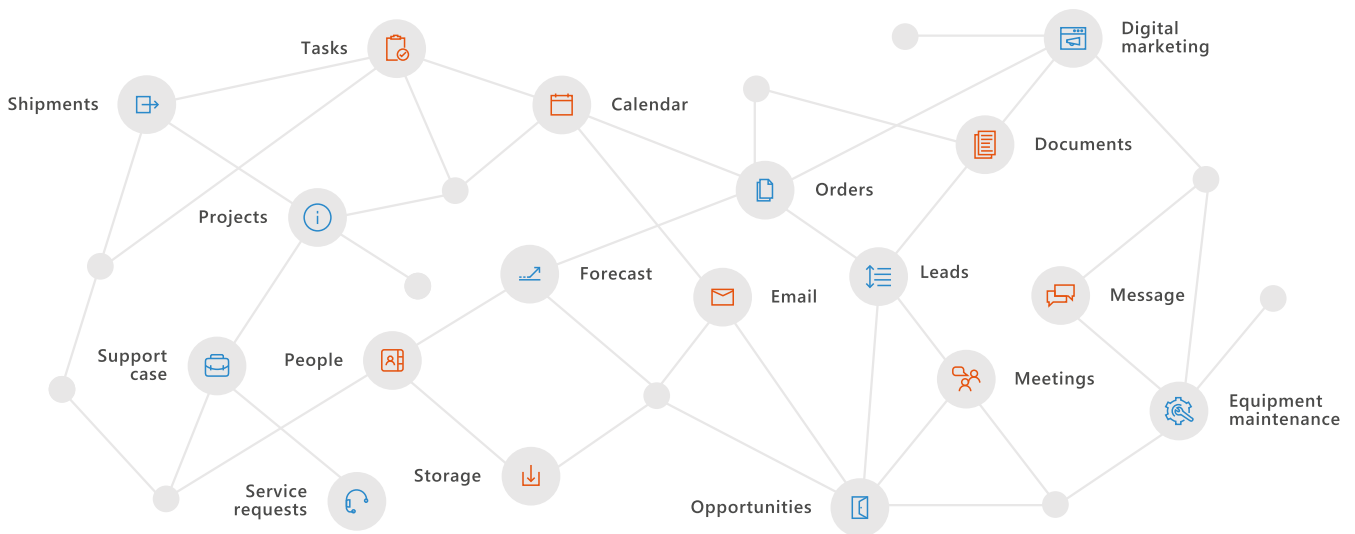 Digital
marketing
Tasks
Shipments
Calendar
Documents
Orders
Projects
Forecast
Leads
Email
Message
Support
case
People
Meetings
Equipment
maintenance
Storage
Service
requests
Opportunities